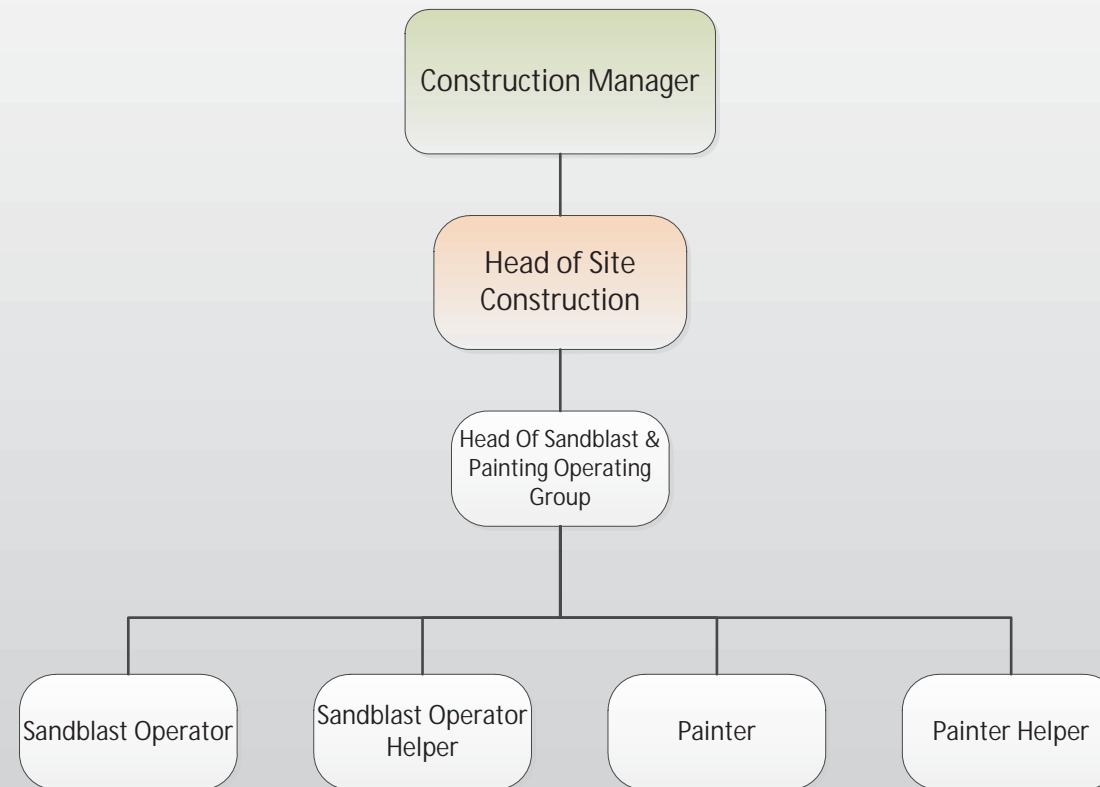 Construction Manager
Head of Site
Construction
Head Of Sandblast &
Painting Operating
Group
Sandblast Operator
Sandblast Operator
Helper
Painter
Painter Helper